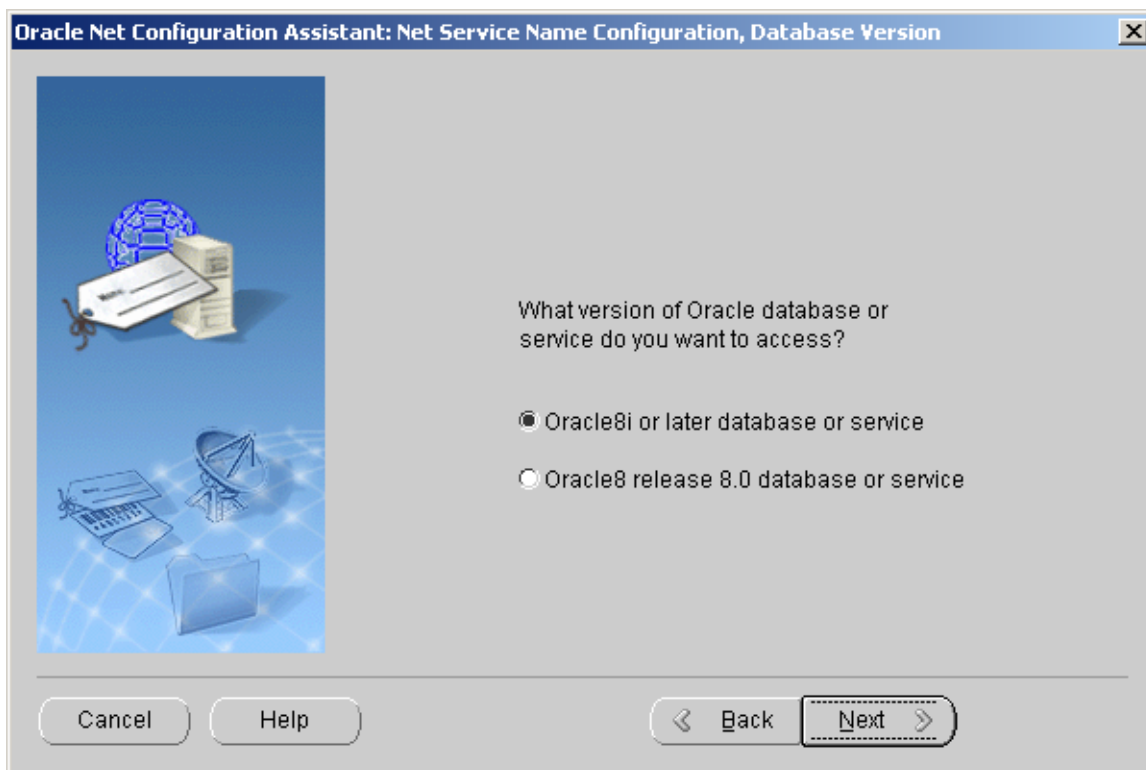 Oracle Net Configuration Assistant: Net Service Name Configuration, Database Version
What version of Oracle database or
service do you want to access?
Oracle8i or later database or service
Oracle8 release 8.0 database or service
Cancel
Help
Back
Next